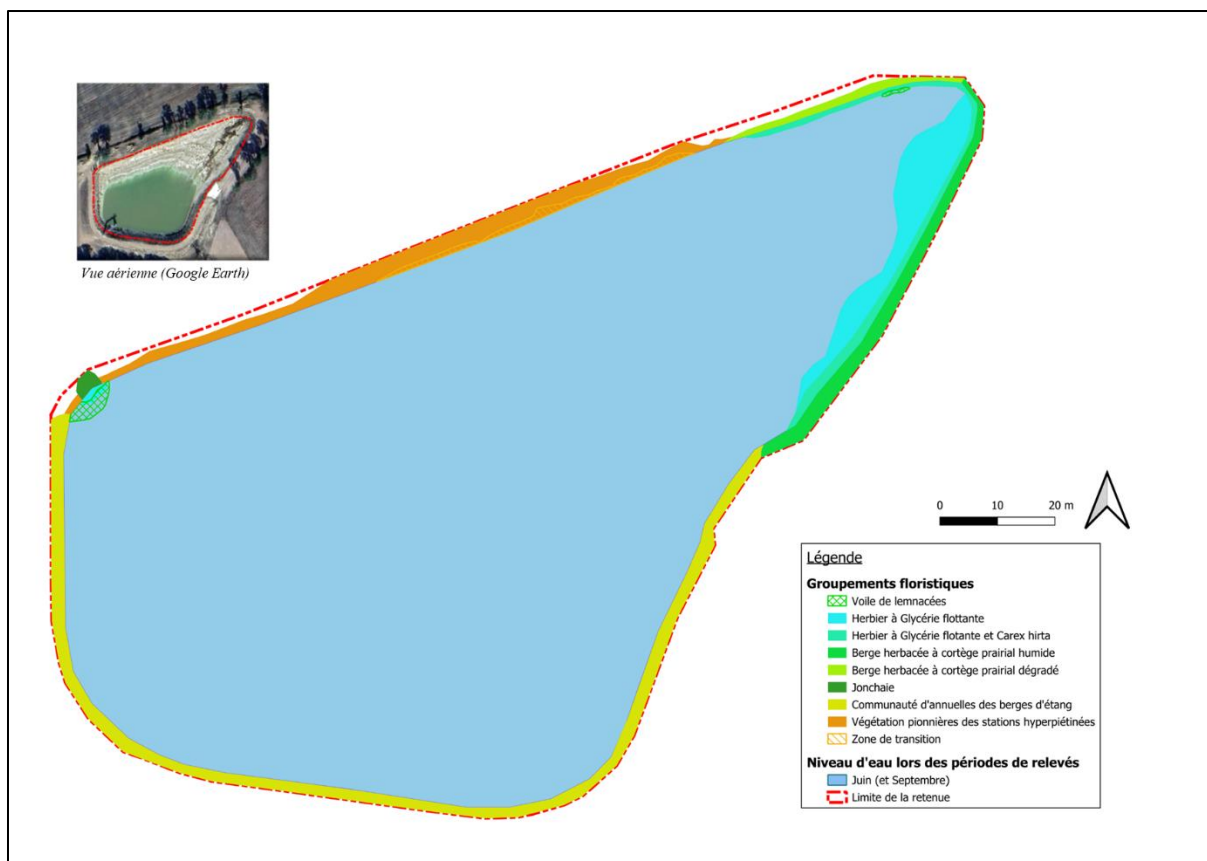 Vue aérienne (Google Earth)
0 10 20 m
Légende
Groupements floristiques
Voile de lemnacées
Herbier à Glycérie flottante
Herbier à Glycérie flotante et Carex hirta
Berge herbacée à cortège prairial humide
Berge herbacée à cortège prairial dégradé
Jonchaie
Communauté d'annuelles des berges d'étang
Végétation pionnières des stations hyperpiétinées
Zone de transition
Niveau d'eau lors des périodes de relevés
Juin (et Septembre)
Limite de la retenue